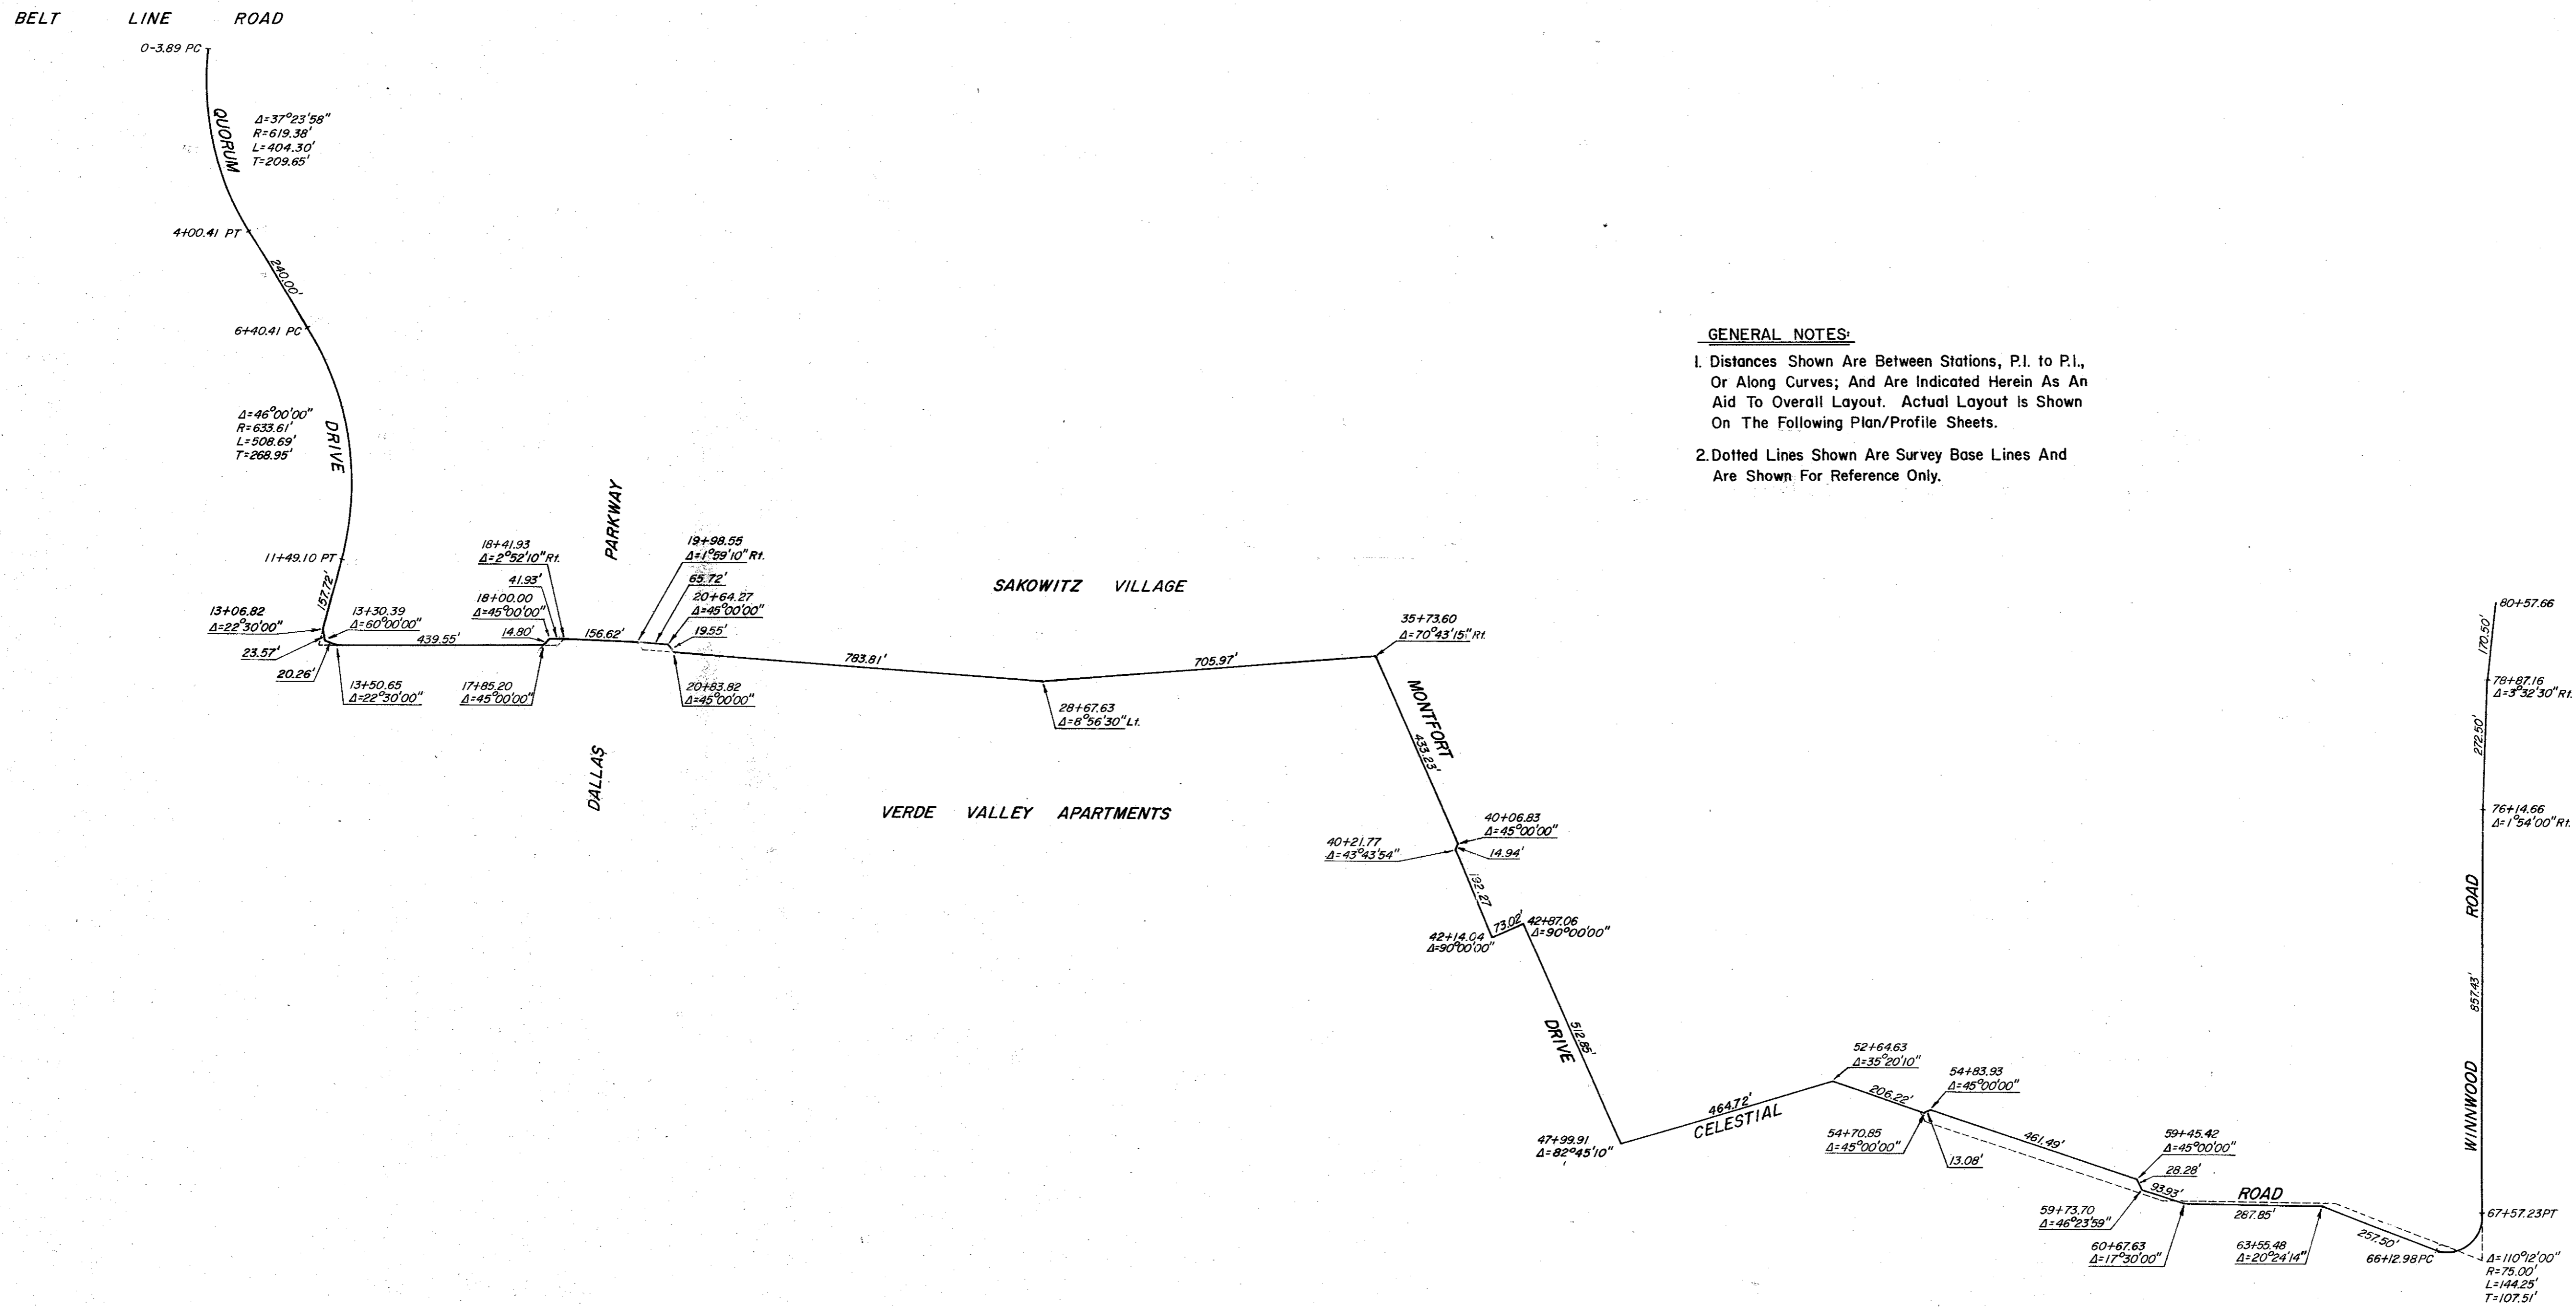 BELT LINE ROAD
0-3.89 PC
QUORUM
Δ=37°23'58"
R=619.38'
L=404.30'
T=209.65'
4+00.41 PT
240.00'
6+40.41 PC
Δ=46°00'00"
R=633.61'
L=508.69'
T=268.95'
DRIVE
11+49.10 PT
157.72'
13+06.82
Δ=22°30'00"
23.57'
20.26'
13+30.39
Δ=60°00'00"
13+50.65
Δ=22°30'00"
439.55'
17+85.20
Δ=45°00'00"
14.80'
18+00.00
Δ=45°00'00"
41.93'
18+41.93
Δ=2°52'10" Rt.
PARKWAY
DALLAS
156.62'
19+98.55
Δ=1°59'10" Rt.
65.72'
20+64.27
Δ=45°00'00"
19.55'
20+83.82
Δ=45°00'00"
783.81'
SAKOWITZ VILLAGE
VERDE VALLEY APARTMENTS
28+67.63
Δ=8°56'30" Lt.
705.97'
35+73.60
Δ=70°43'15" Rt.
MONTFORT
433.23'
40+06.83
Δ=45°00'00"
14.94'
40+21.77
Δ=43°43'54"
192.27
42+14.04
Δ=90°00'00"
73.02'
42+87.06
Δ=90°00'00"
512.85'
DRIVE
47+99.91
Δ=82°45'10"
464.72'
CELESTIAL
52+64.63
Δ=35°20'10"
206.22'
54+70.85
Δ=45°00'00"
54+83.93
Δ=45°00'00"
13.08'
461.49'
59+45.42
Δ=45°00'00"
28.28'
59+73.70
Δ=46°23'59"
93.93'
60+67.63
Δ=17°30'00"
ROAD
287.85'
63+55.48
Δ=20°24'14"
257.50'
66+12.98 PC
Δ=110°12'00"
R=75.00'
L=144.25'
T=107.51'
67+57.23 PT
WINNWOOD ROAD
857.43'
76+14.66
Δ=1°54'00" Rt.
272.50'
78+87.16
Δ=3°32'30" Rt.
170.50'
80+57.66
GENERAL NOTES:
1. Distances Shown Are Between Stations, P.I. to P.I.,
Or Along Curves; And Are Indicated Herein As An
Aid To Overall Layout. Actual Layout Is Shown
On The Following Plan/Profile Sheets.
2. Dotted Lines Shown Are Survey Base Lines And
Are Shown For Reference Only.